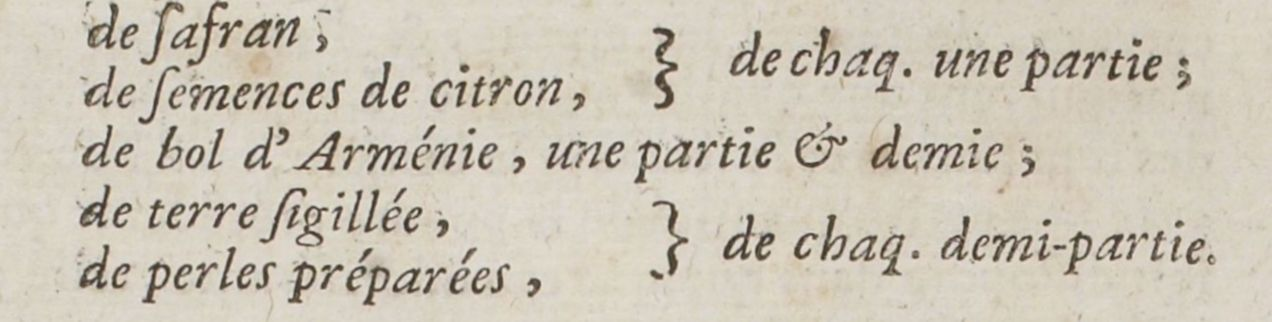 de ſafran,
de ſemences de citron, } de chaq. une partie ;
de bol d'Arménie, une partie & demie ;
de terre ſigillée,
de perles préparées, } de chaq. demi-partie.